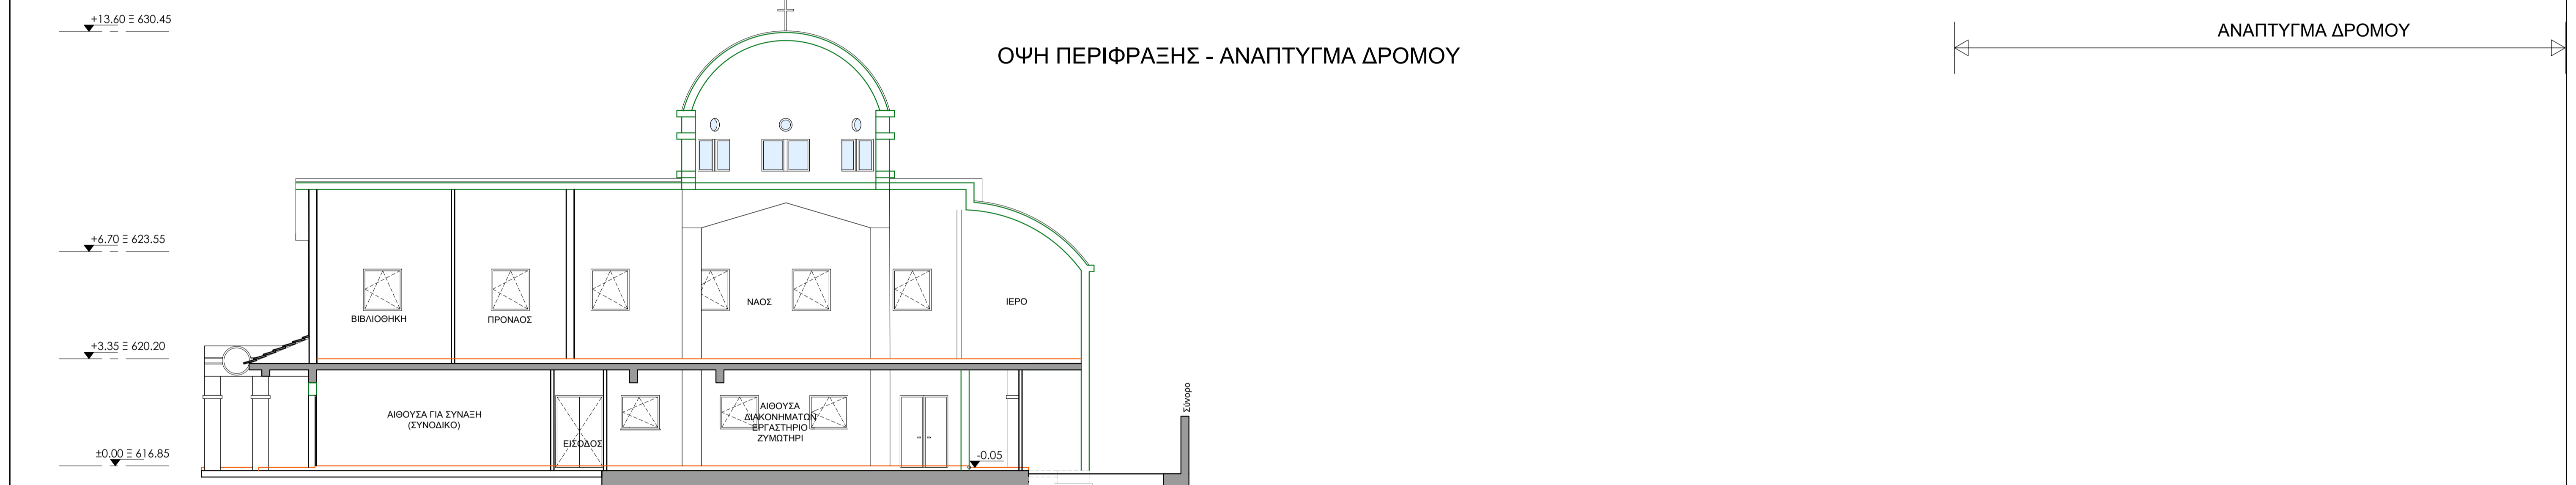 +13.60 Ξ 630.45
ΟΨΗ ΠΕΡΙΦΡΑΞΗΣ - ΑΝΑΠΤΥΓΜΑ ΔΡΟΜΟΥ
ΑΝΑΠΤΥΓΜΑ ΔΡΟΜΟΥ
+6.70 Ξ 623.55
ΒΙΒΛΙΟΘΗΚΗ
ΠΡΟΝΑΟΣ
ΝΑΟΣ
ΙΕΡΟ
+3.35 Ξ 620.20
ΑΙΘΟΥΣΑ ΓΙΑ ΣΥΝΑΞΗ
(ΣΥΝΟΔΙΚΟ)
ΕΙΣΟΔΟΣ
ΑΙΘΟΥΣΑ
ΔΙΑΚΟΝΗΜΑΤΩΝ
ΕΡΓΑΣΤΗΡΙΟ
ΖΥΜΩΤΗΡΙ
Σύνορο
±0.00 Ξ 616.85
-0.05